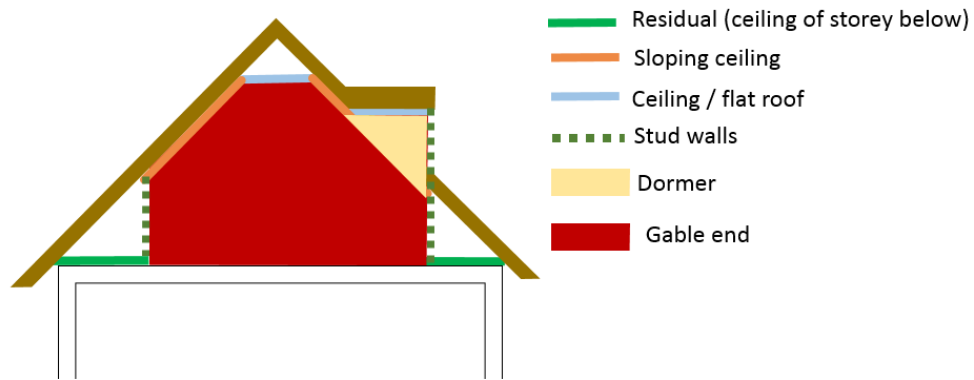 Residual (ceiling of storey below)
Sloping ceiling
Ceiling / flat roof
Stud walls
Dormer
Gable end